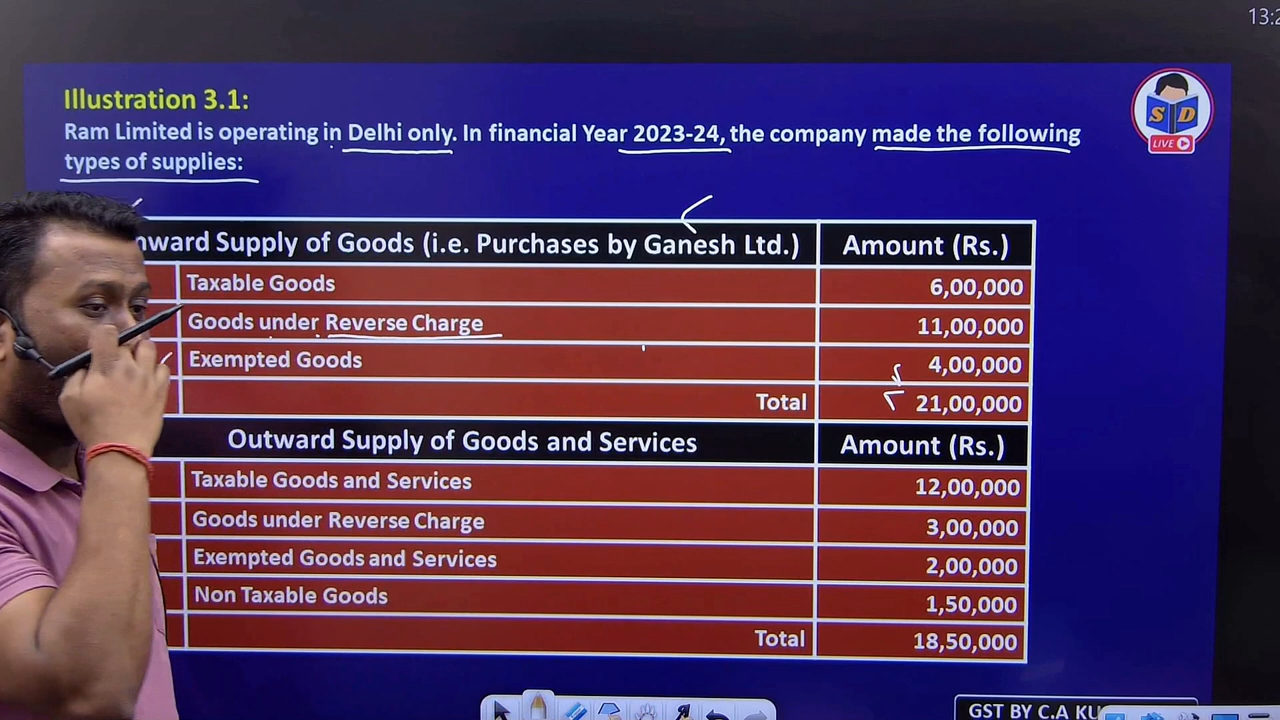 13:2
Illustration 3.1:
Ram Limited is operating in Delhi only. In financial Year 2023-24, the company made the following
types of supplies:
S D
LIVE
nward Supply of Goods (i.e. Purchases by Ganesh Ltd.) Amount (Rs.)
Taxable Goods 6,00,000
Goods under Reverse Charge 11,00,000
Exempted Goods 4,00,000
Total 21,00,000
Outward Supply of Goods and Services Amount (Rs.)
Taxable Goods and Services 12,00,000
Goods under Reverse Charge 3,00,000
Exempted Goods and Services 2,00,000
Non Taxable Goods 1,50,000
Total 18,50,000
GST BY C.A KU